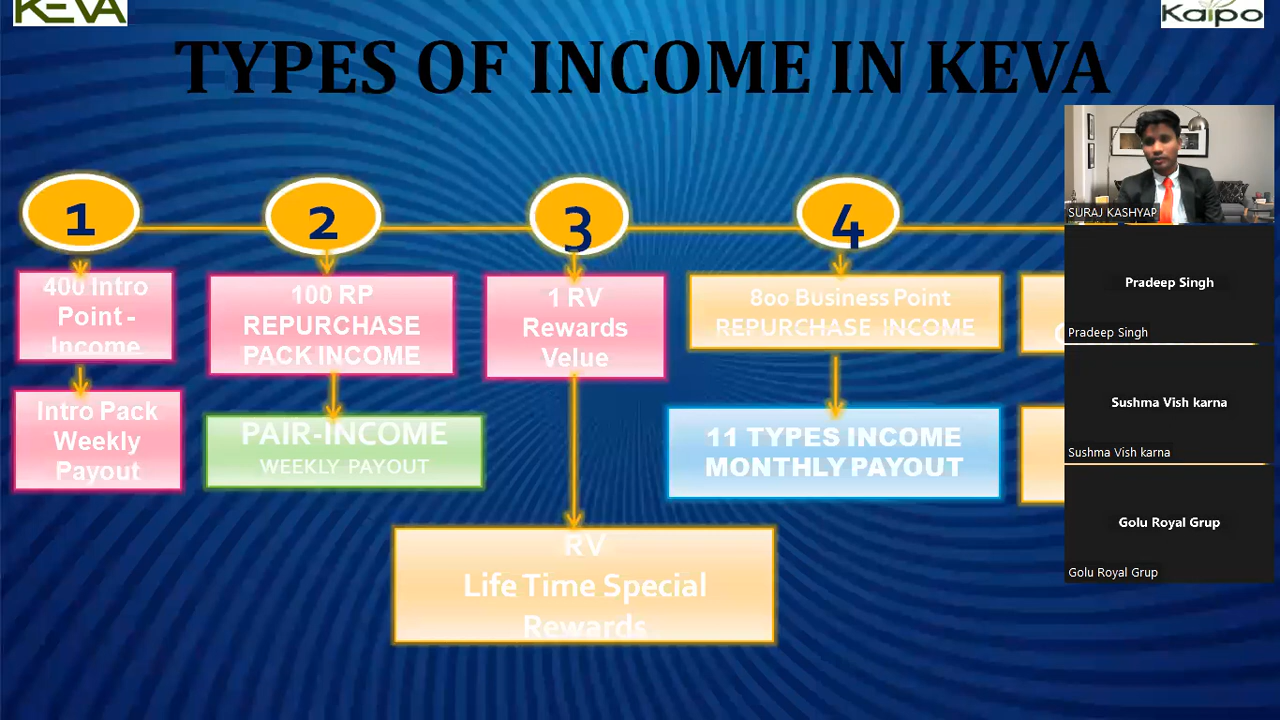 KEVA
Kaipo
TYPES OF INCOME IN KEVA
1
2
3
4
400 Intro
Point -
Income
100 RP
REPURCHASE
PACK INCOME
1 RV
Rewards
Velue
800 Business Point
REPURCHASE INCOME
Intro Pack
Weekly
Payout
PAIR-INCOME
WEEKLY PAYOUT
11 TYPES INCOME
MONTHLY PAYOUT
RV
Life Time Special
Rewards
SURAJ KASHYAP
Pradeep Singh
Pradeep Singh
Sushma Vish karna
Sushma Vish karna
Golu Royal Grup
Golu Royal Grup